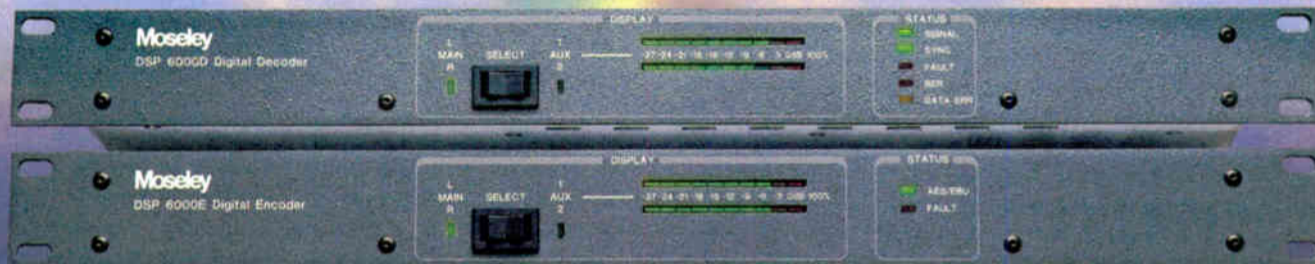 DISPLAY
STATUS
Moseley
DSP 6000D Digital Decoder
L
MAIN
R
SELECT
1
AUX
2
-27 -24 -21 -18 -15 -12 -9 -6 -3 0dB 100%
SIGNAL
SYNC
FAULT
BER
DATA ERR
DISPLAY
STATUS
Moseley
DSP 6000E Digital Encoder
L
MAIN
R
SELECT
1
AUX
2
-27 -24 -21 -18 -15 -12 -9 -6 -3 0dB 100%
AES/EBU
FAULT